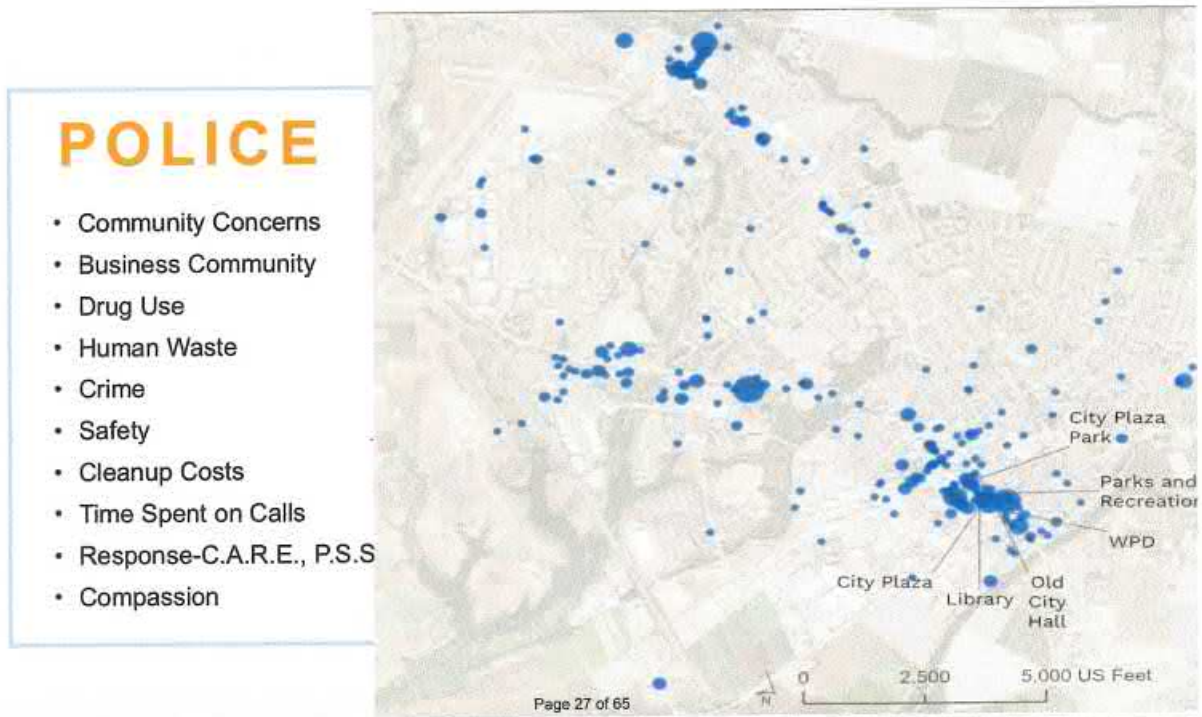 POLICE
• Community Concerns
• Business Community
• Drug Use
• Human Waste
• Crime
• Safety
• Cleanup Costs
• Time Spent on Calls
• Response-C.A.R.E., P.S.S
• Compassion
City Plaza
Park
Parks and
Recreation
WPD
City Plaza
Library
Old
City
Hall
0 2,500 5,000 US Feet
N
Page 27 of 65